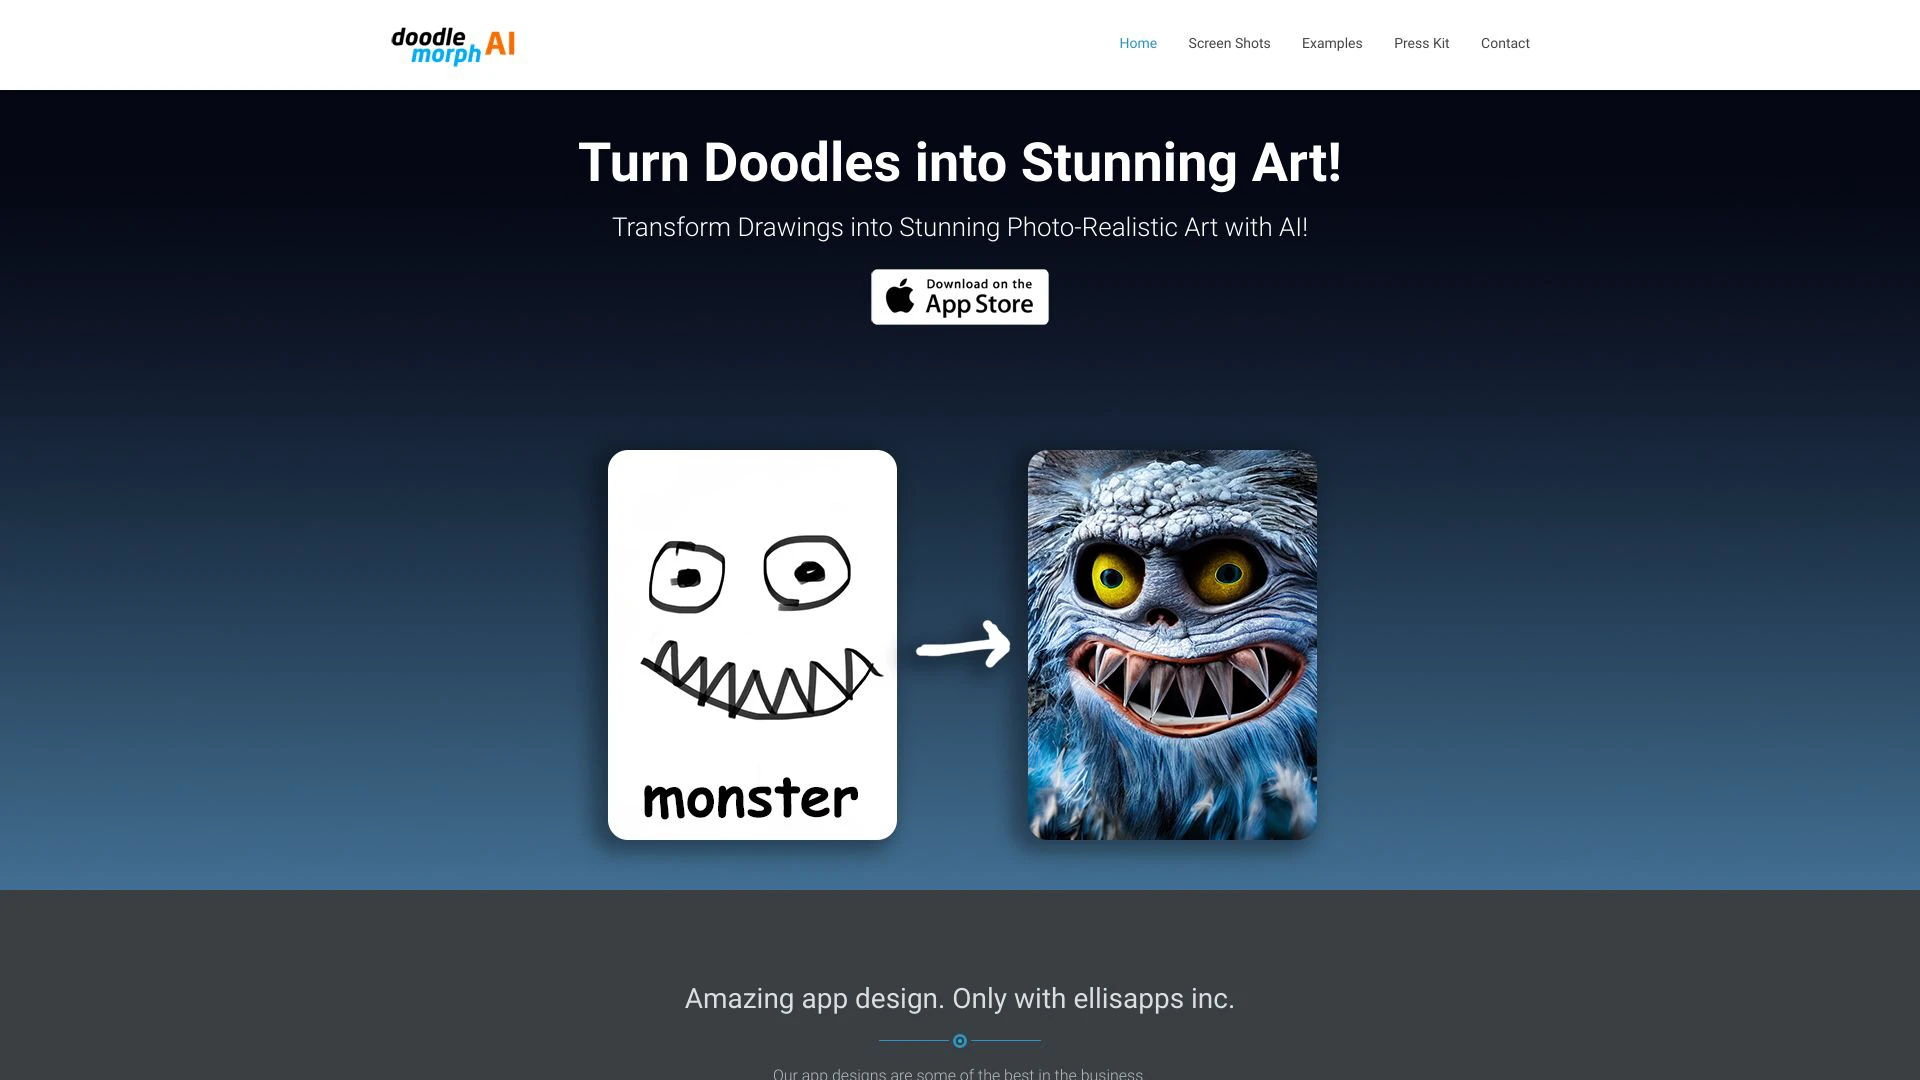 doodle
morph AI
Home Screen Shots Examples Press Kit Contact
Turn Doodles into Stunning Art!
Transform Drawings into Stunning Photo-Realistic Art with AI!
Download on the
App Store
monster
Amazing app design. Only with ellisapps inc.
Our app designs are some of the best in the business.